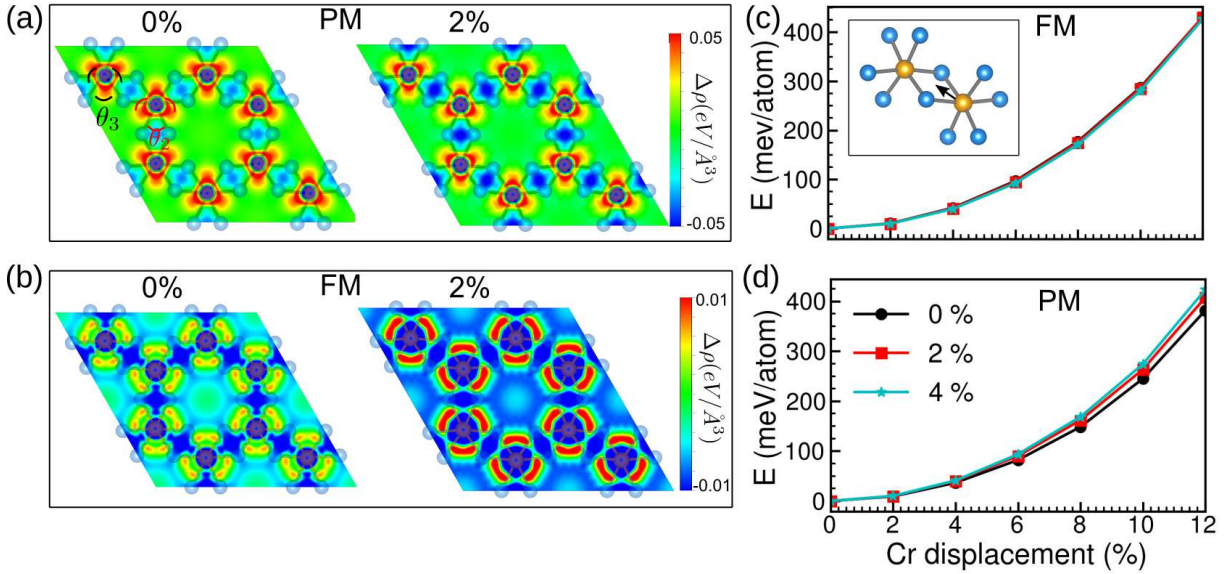 (a)
0%
PM
2%
θ3
θ2
0.05
Δρ(eV/Å³)
-0.05
(b)
0%
FM
2%
0.01
Δρ(eV/Å³)
-0.01
(c)
FM
E (mev/atom)
400
300
200
100
0
(d)
PM
E (meV/atom)
400
300
200
100
0
0 %
2 %
4 %
0 2 4 6 8 10 12
Cr displacement (%)